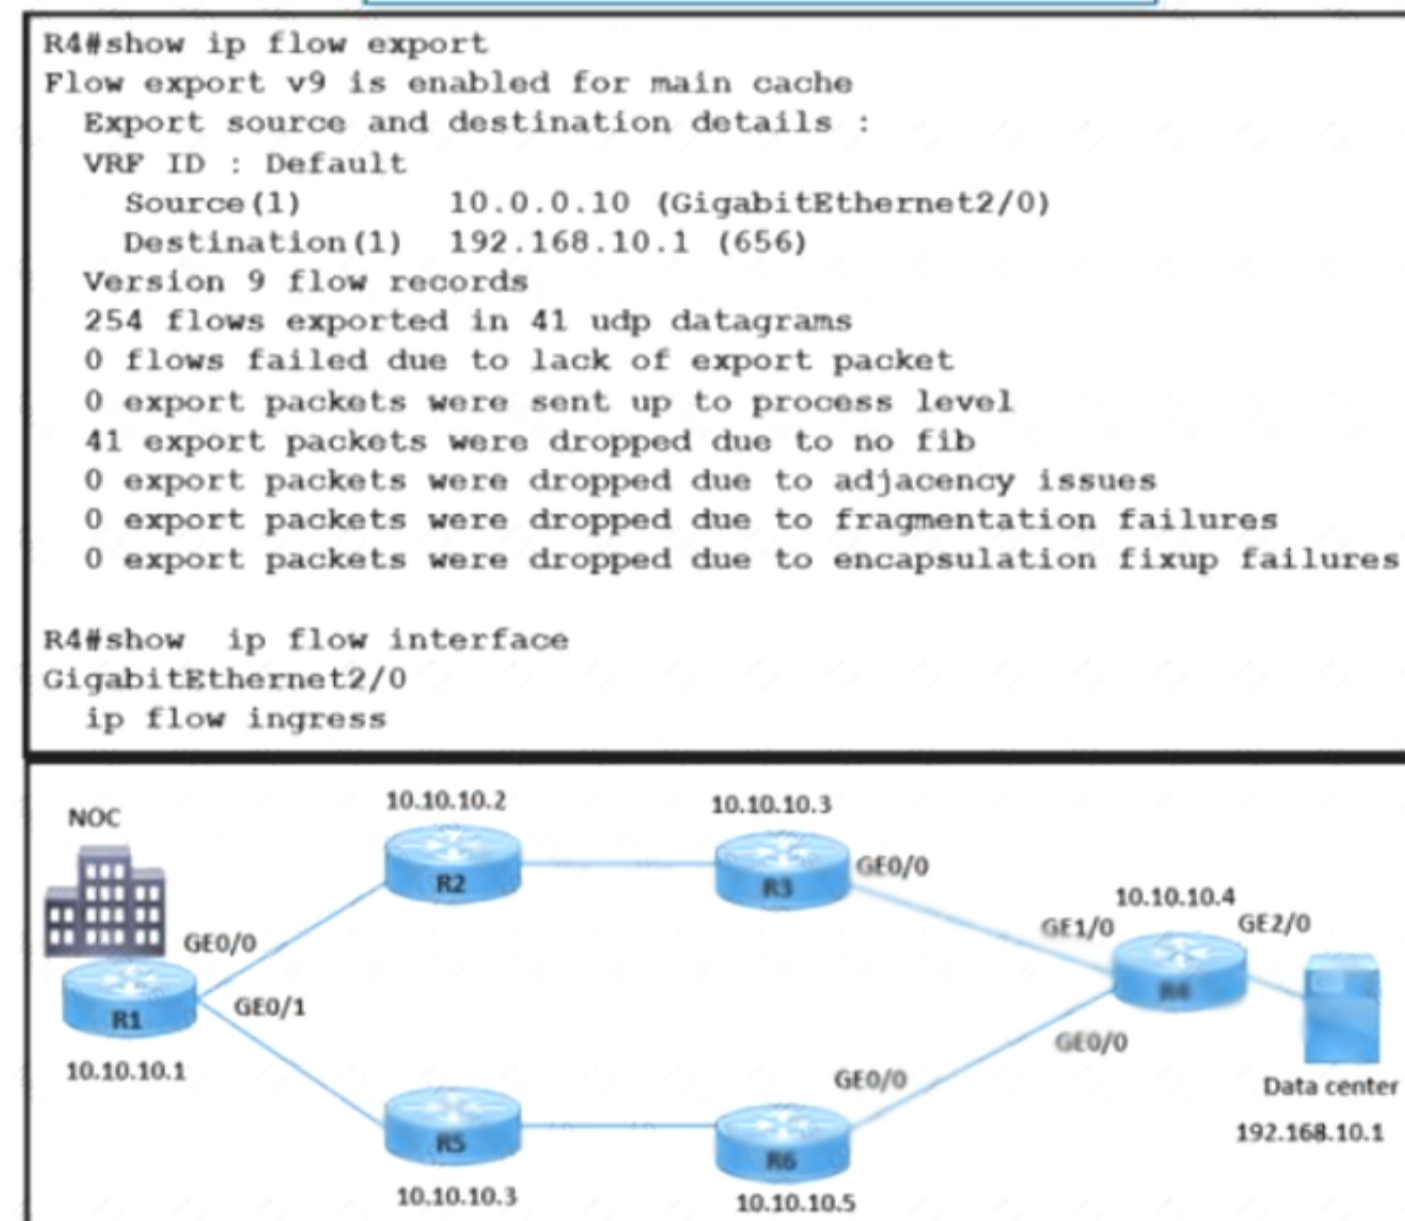 R4#show ip flow export
Flow export v9 is enabled for main cache
Export source and destination details :
VRF ID : Default
Source(1) 10.0.0.10 (GigabitEthernet2/0)
Destination(1) 192.168.10.1 (656)
Version 9 flow records
254 flows exported in 41 udp datagrams
0 flows failed due to lack of export packet
0 export packets were sent up to process level
41 export packets were dropped due to no fib
0 export packets were dropped due to adjacency issues
0 export packets were dropped due to fragmentation failures
0 export packets were dropped due to encapsulation fixup failures
R4#show ip flow interface
GigabitEthernet2/0
ip flow ingress
NOC
10.10.10.2
10.10.10.3
R2
R3
GE0/0
10.10.10.4
GE0/0
GE1/0
GE2/0
R1
GE0/1
R4
10.10.10.1
GE0/0
GE0/0
Data center
192.168.10.1
R5
R6
10.10.10.3
10.10.10.5